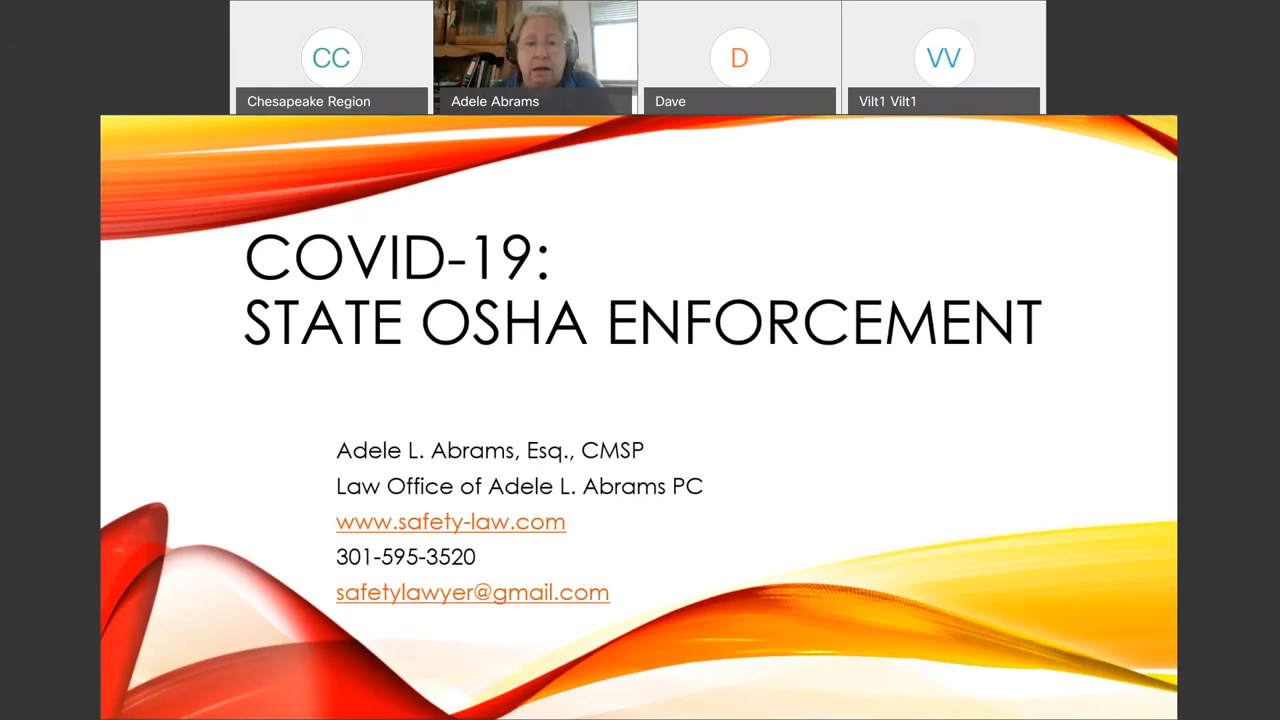 CC
Chesapeake Region
Adele Abrams
D
Dave
VV
Vilt1 Vilt1
COVID-19:
STATE OSHA ENFORCEMENT
Adele L. Abrams, Esq., CMSP
Law Office of Adele L. Abrams PC
www.safety-law.com
301-595-3520
safetylawyer@gmail.com